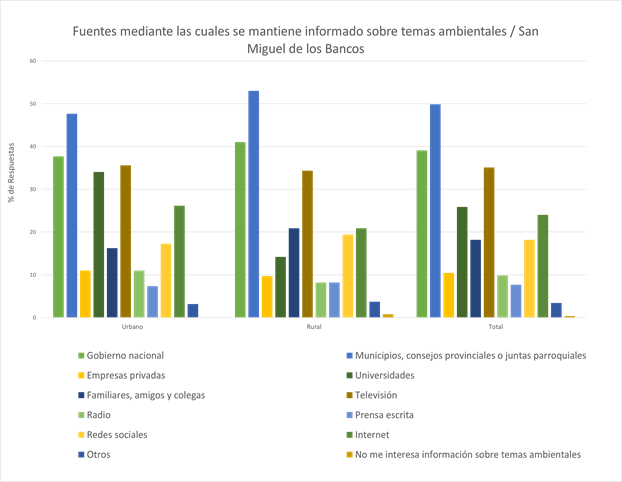 Fuentes mediante las cuales se mantiene informado sobre temas ambientales / San
Miguel de los Bancos
60
50
40
30
20
10
0
% de Respuestas
Urbano
Rural
Total
Gobierno nacional
Municipios, consejos provinciales o juntas parroquiales
Empresas privadas
Universidades
Familiares, amigos y colegas
Televisión
Radio
Prensa escrita
Redes sociales
Internet
Otros
No me interesa información sobre temas ambientales